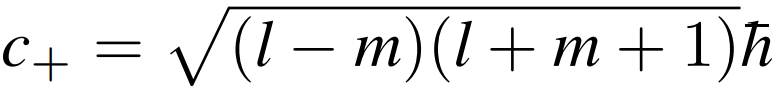 c₊ = √(l − m)(l + m + 1)ħ